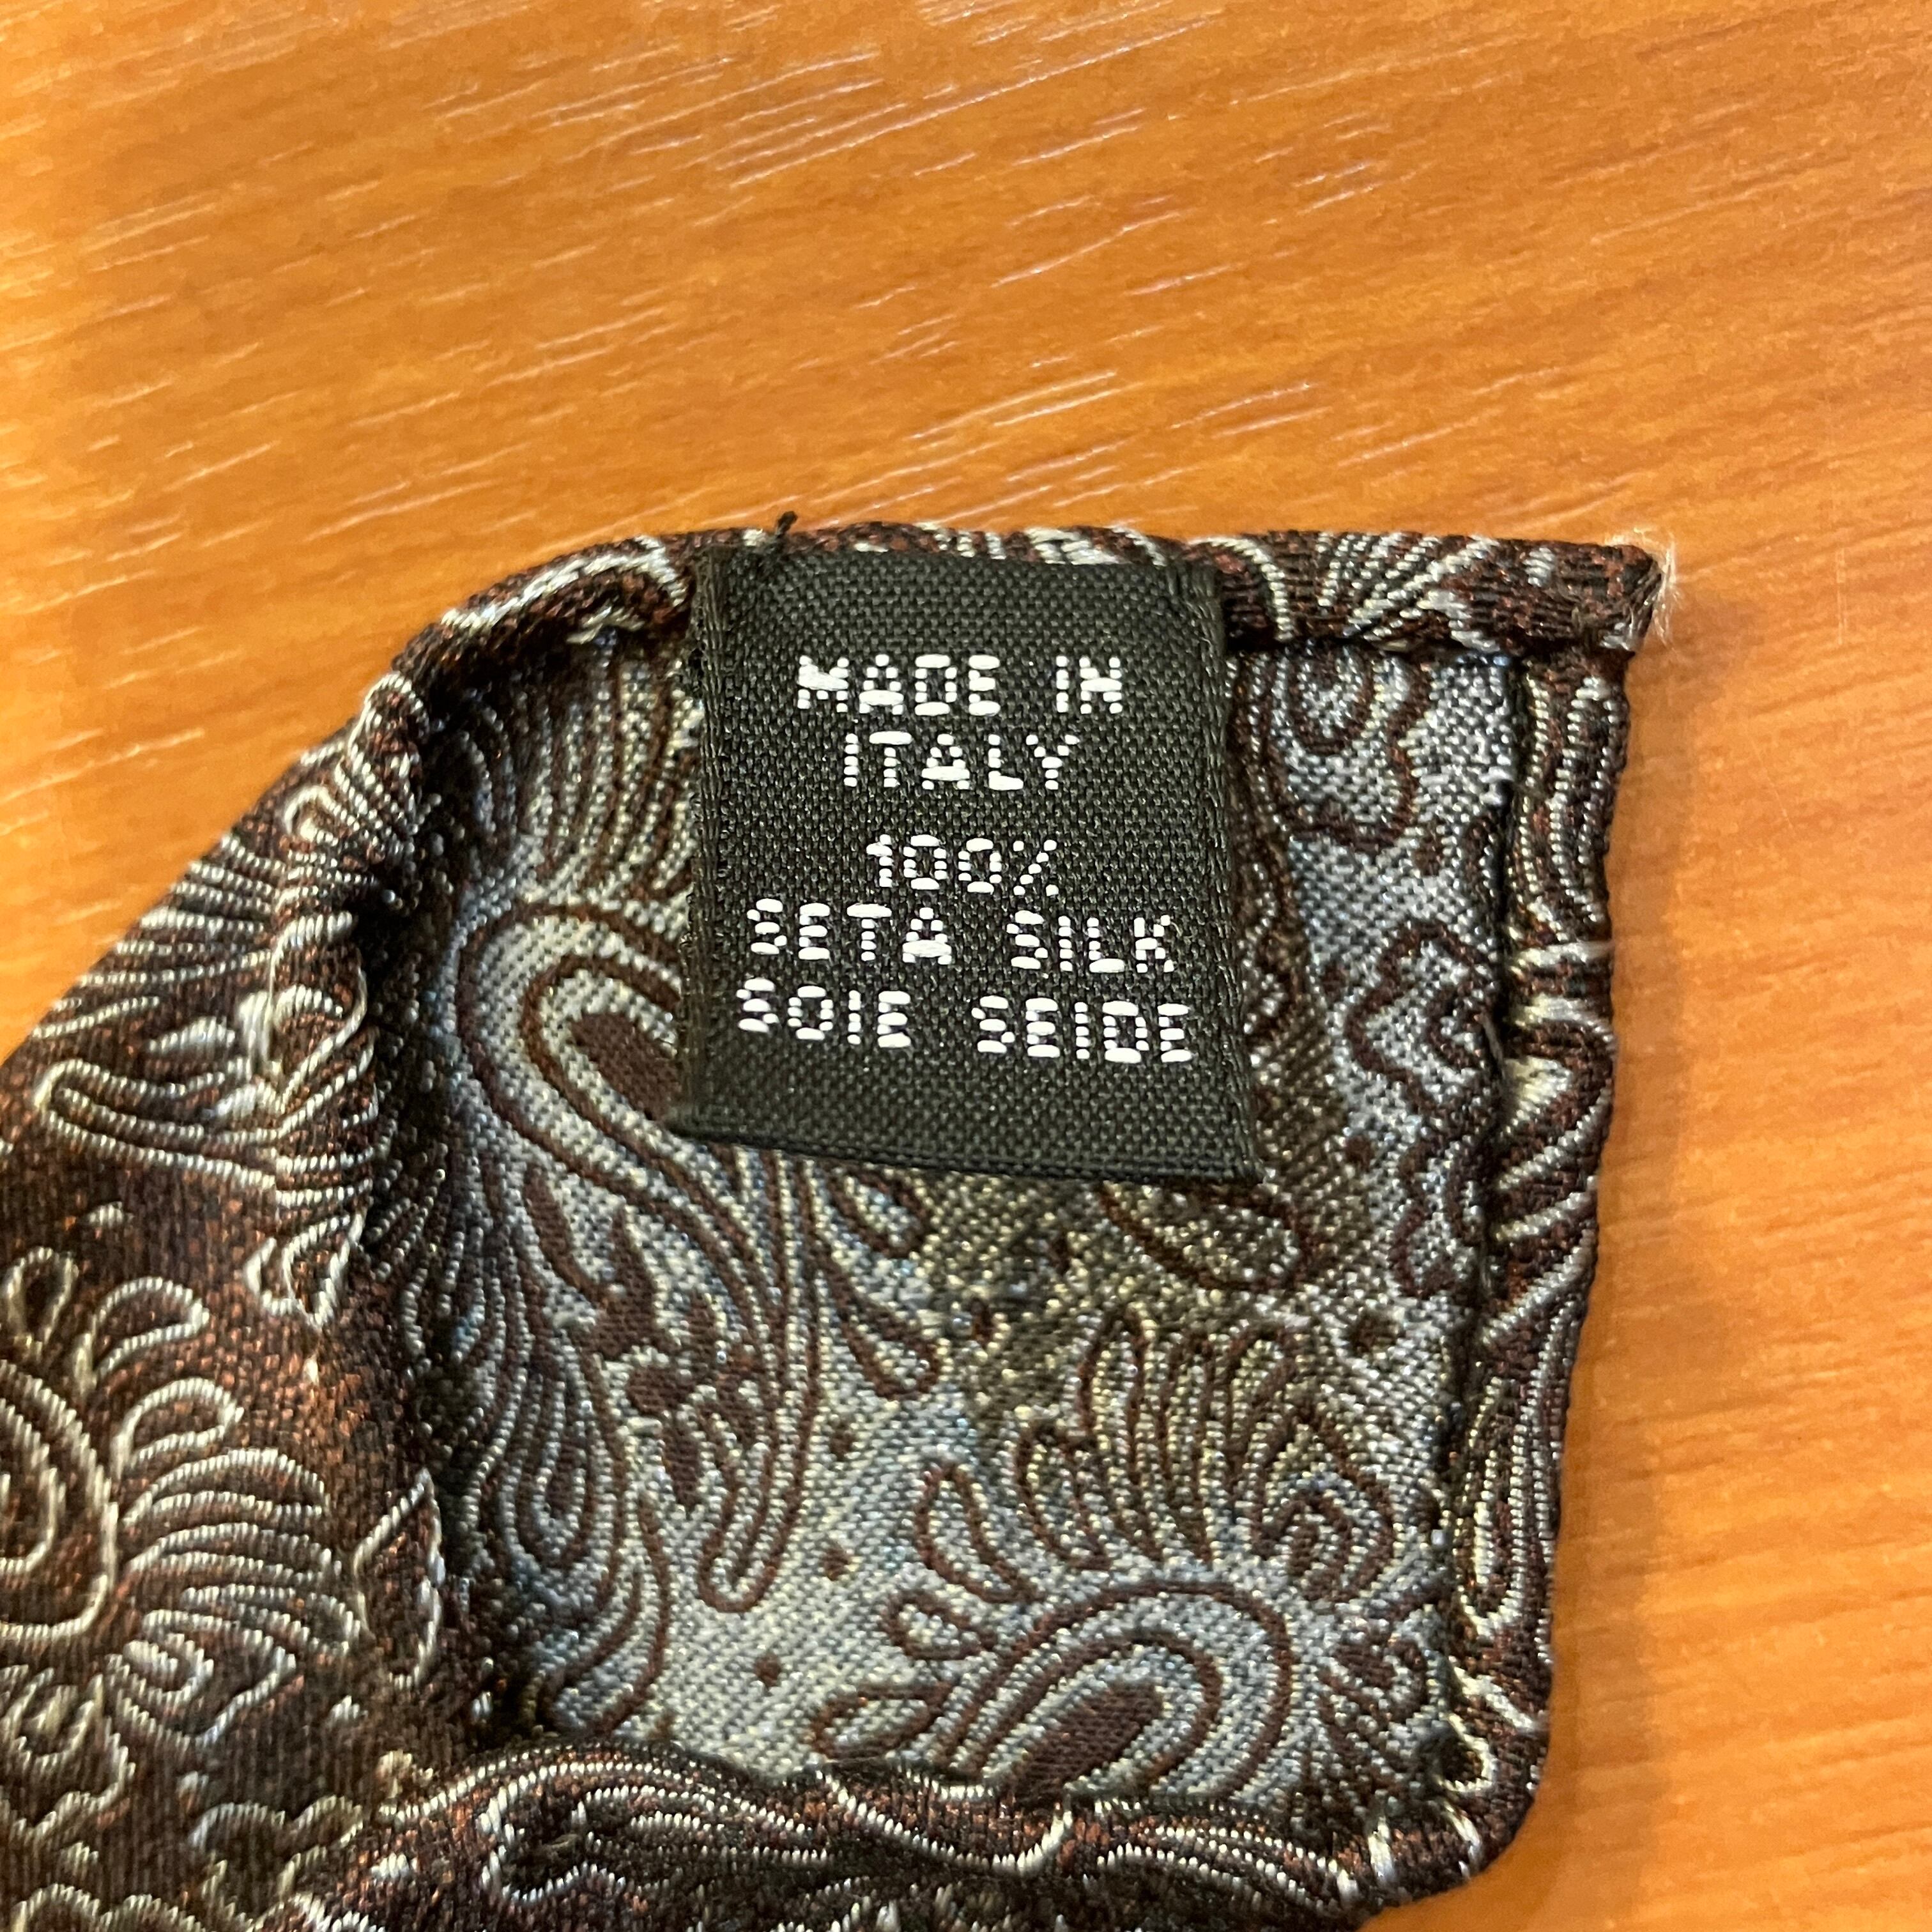 MADE IN
ITALY
100%
SETA SILK
SOIE SEIDE